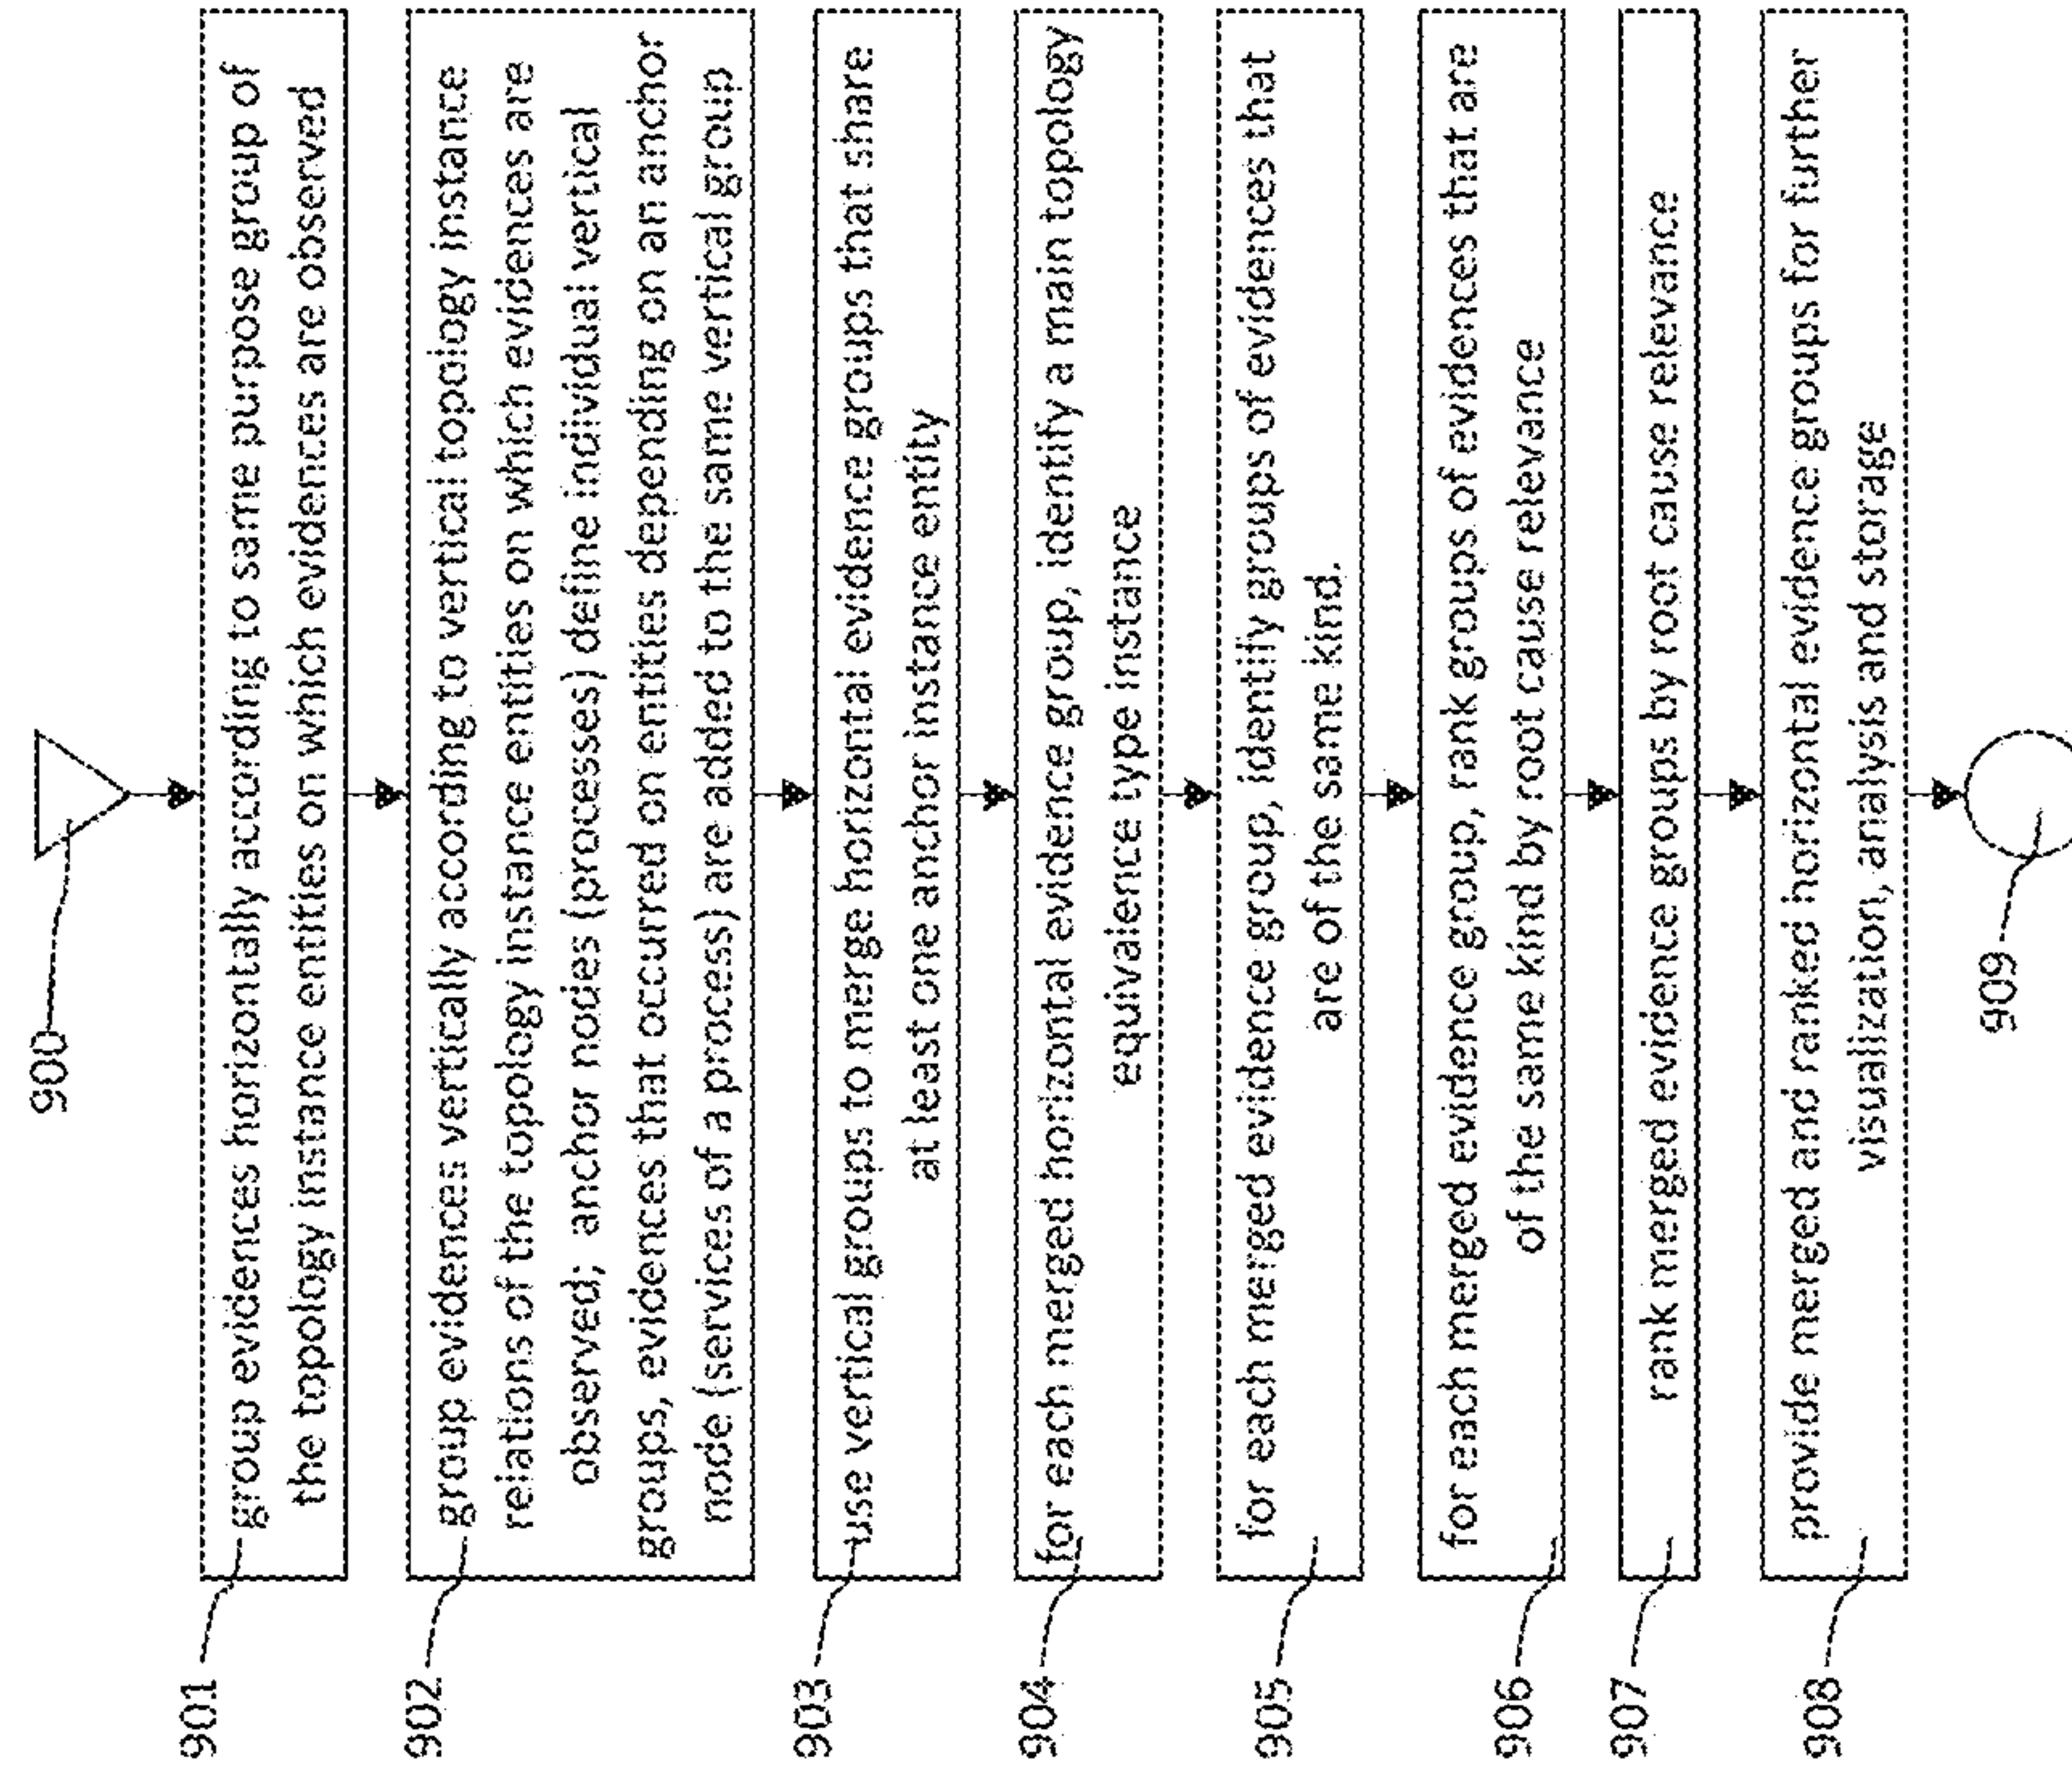 900
901
group evidences horizontally according to same purpose group of
the topology instance entities on which evidences are observed
902
group evidences vertically according to vertical topology instance
relations of the topology instance entities on which evidences are
observed; anchor nodes (processes) define individual vertical
groups, evidences that occurred on entities depending on an anchor
node (services of a process) are added to the same vertical group
903
use vertical groups to merge horizontal evidence groups that share
at least one anchor instance entity
904
for each merged horizontal evidence group, identify a main topology
equivalence type instance
905
for each merged evidence group, identify groups of evidences that
are of the same kind.
906
for each merged evidence group, rank groups of evidences that are
of the same kind by root cause relevance
907
rank merged evidence groups by root cause relevance
908
provide merged and ranked horizontal evidence groups for further
visualization, analysis and storage
909